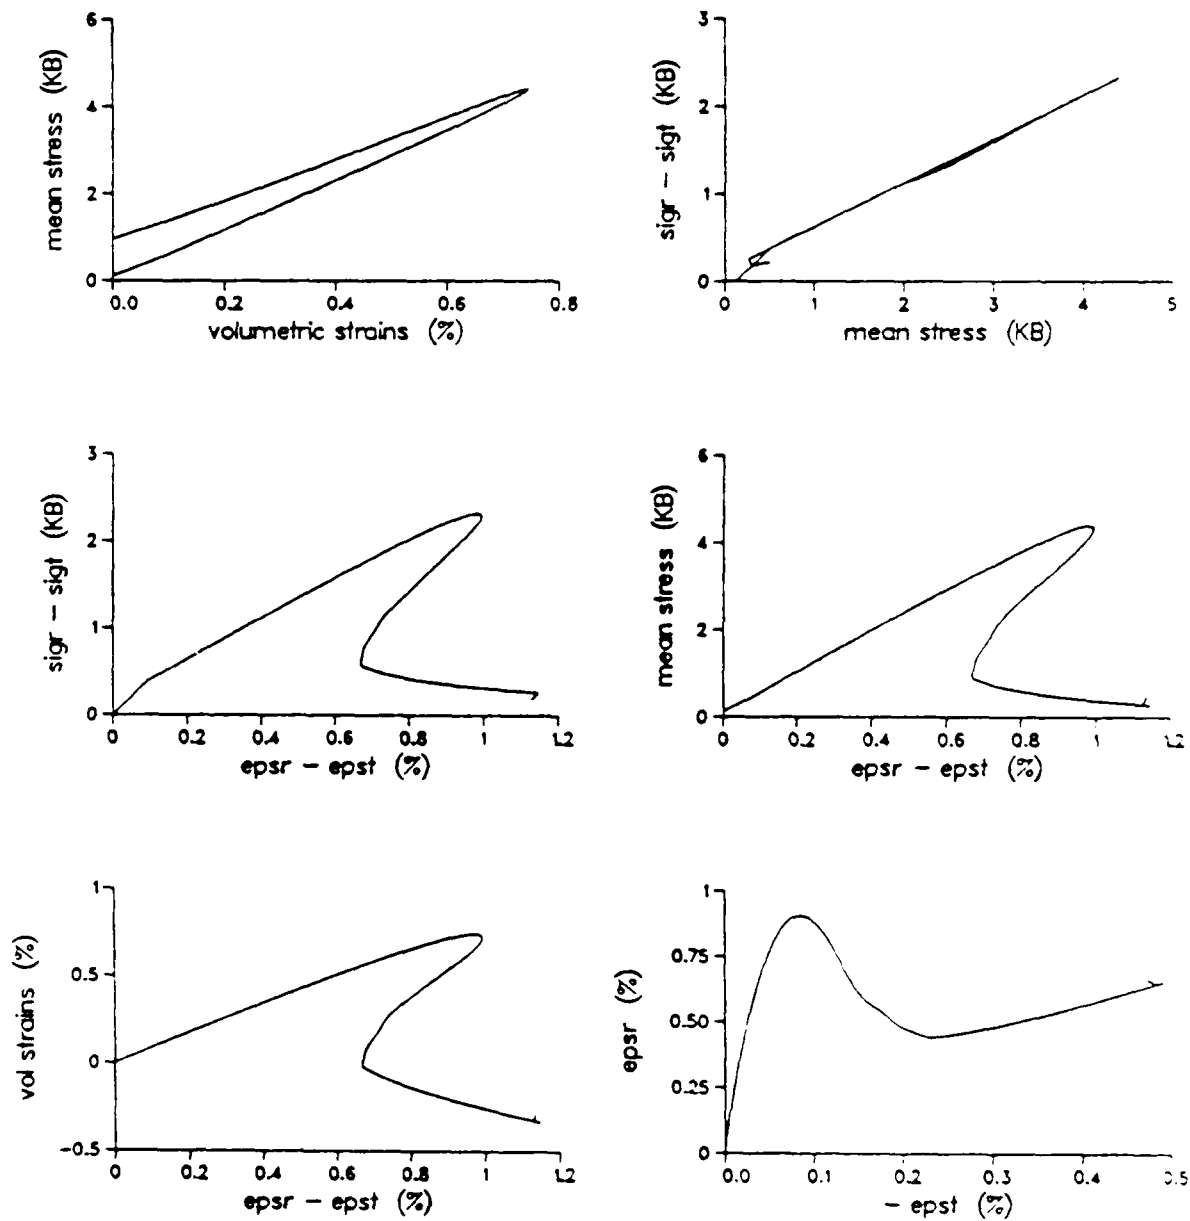 6
4
2
0
mean stress (KB)
0.0 0.2 0.4 0.6 0.8
volumetric strains (%)
3
2
1
0
sigr - sigt (KB)
0 1 2 3 4 5
mean stress (KB)
3
2
1
0
sigr - sigt (KB)
0 0.2 0.4 0.6 0.8 1 1.2
epsr - epst (%)
6
4
2
0
mean stress (KB)
0 0.2 0.4 0.6 0.8 1 1.2
epsr - epst (%)
1
0.5
0
-0.5
vol strains (%)
0 0.2 0.4 0.6 0.8 1 1.2
epsr - epst (%)
1
0.75
0.50
0.25
0
epsr (%)
0.0 0.1 0.2 0.3 0.4 0.5
- epst (%)